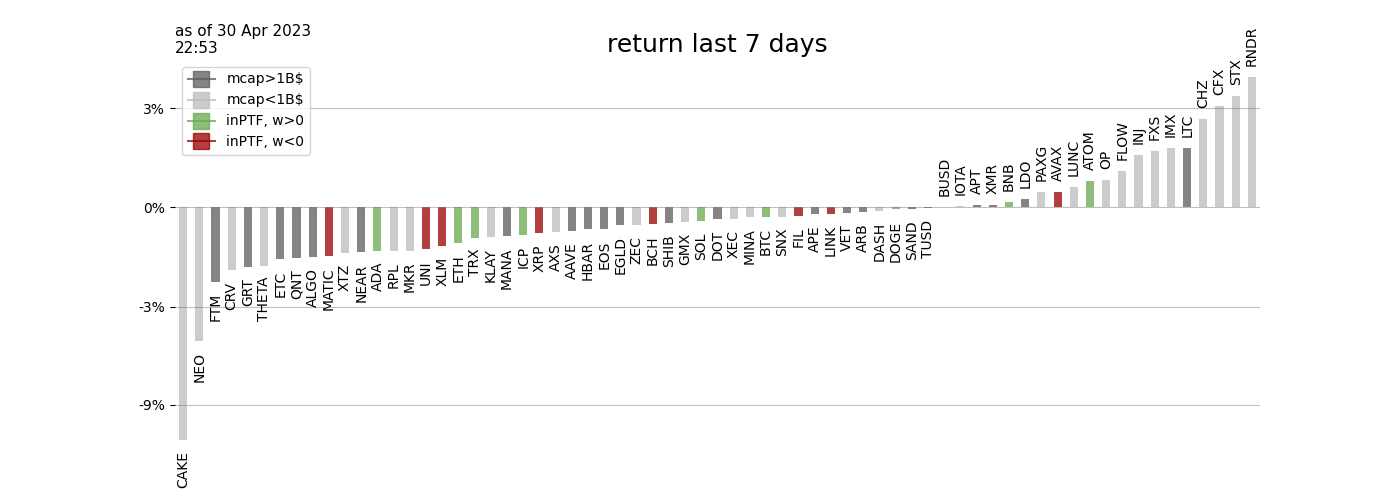 as of 30 Apr 2023
22:53
return last 7 days
mcap>1B$
mcap<1B$
inPTF, w>0
inPTF, w<0
3%
0%
-3%
-9%
CAKE
NEO
FTM
CRV
GRT
THETA
ETC
QNT
ALGO
MATIC
XTZ
NEAR
ADA
RPL
MKR
UNI
XLM
ETH
TRX
KLAY
MANA
ICP
XRP
AXS
AAVE
HBAR
EOS
EGLD
ZEC
BCH
SHIB
GMX
SOL
DOT
XEC
MINA
BTC
SNX
FIL
APE
LINK
VET
ARB
DASH
DOGE
SAND
TUSD
BUSD
IOTA
APT
XMR
BNB
LDO
PAXG
AVAX
LUNC
ATOM
OP
FLOW
INJ
FXS
IMX
LTC
CHZ
CFX
STX
RNDR